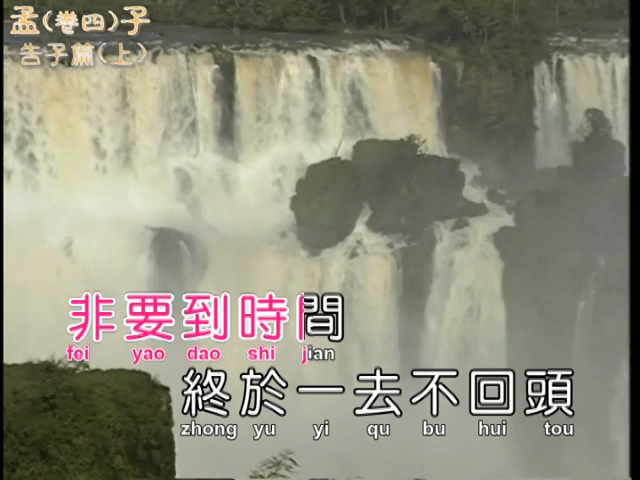 孟(卷四)子
告子篇(上)
非要到時間
fei yao dao shi jian
終於一去不回頭
zhong yu yi qu bu hui tou